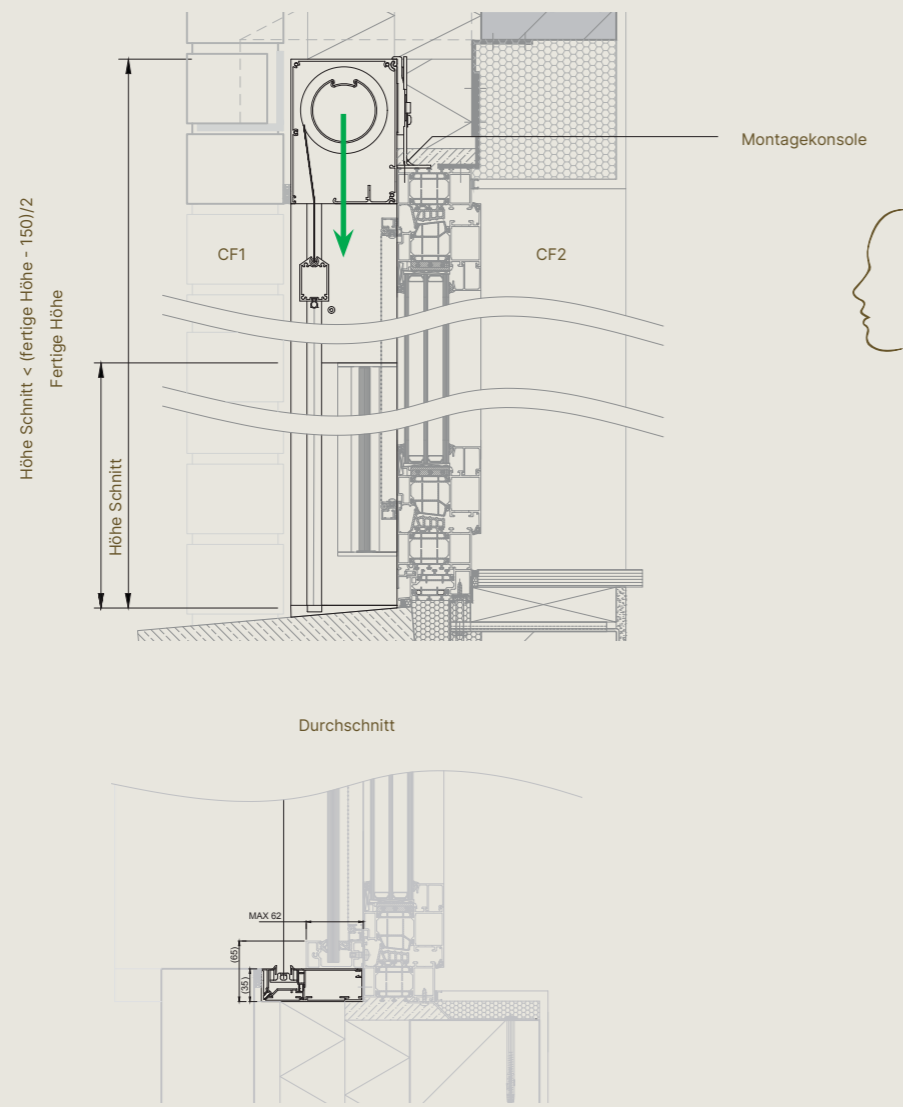 Montagekonsole
CF1
CF2
Höhe Schnitt < (fertige Höhe - 150)/2
Fertige Höhe
Höhe Schnitt
Durchschnitt
MAX 62
(65)
(35)